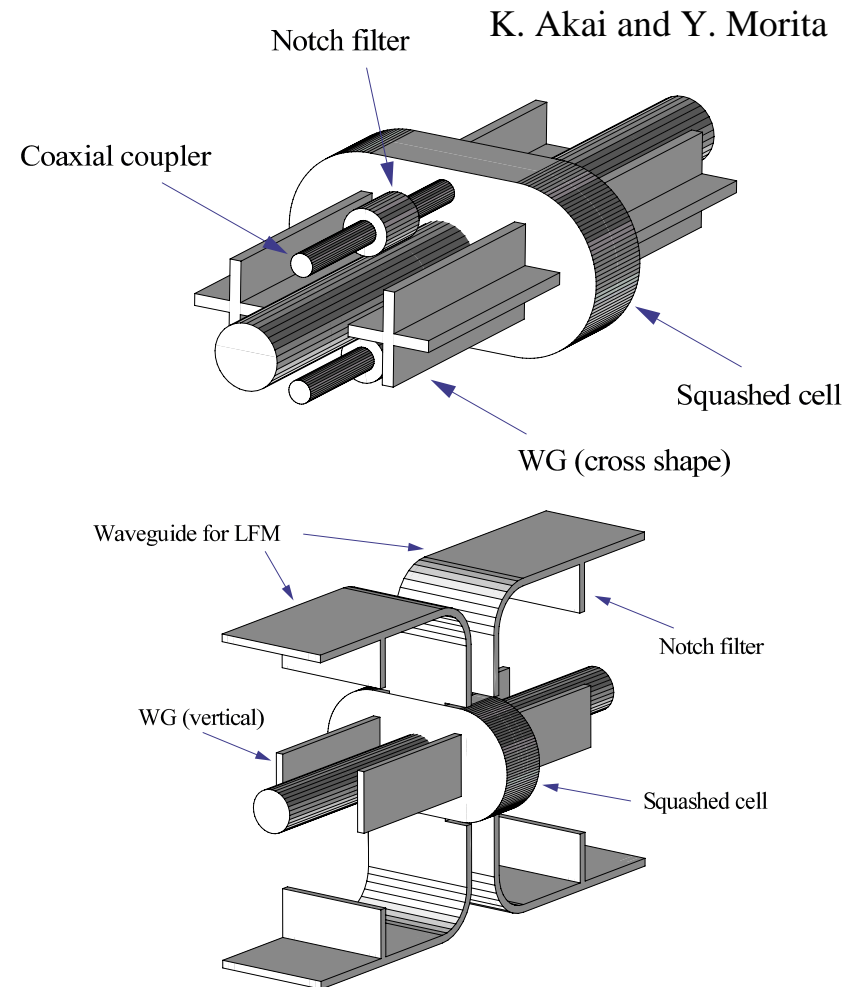 K. Akai and Y. Morita
Notch filter
Coaxial coupler
Squashed cell
WG (cross shape)
Waveguide for LFM
Notch filter
WG (vertical)
Squashed cell